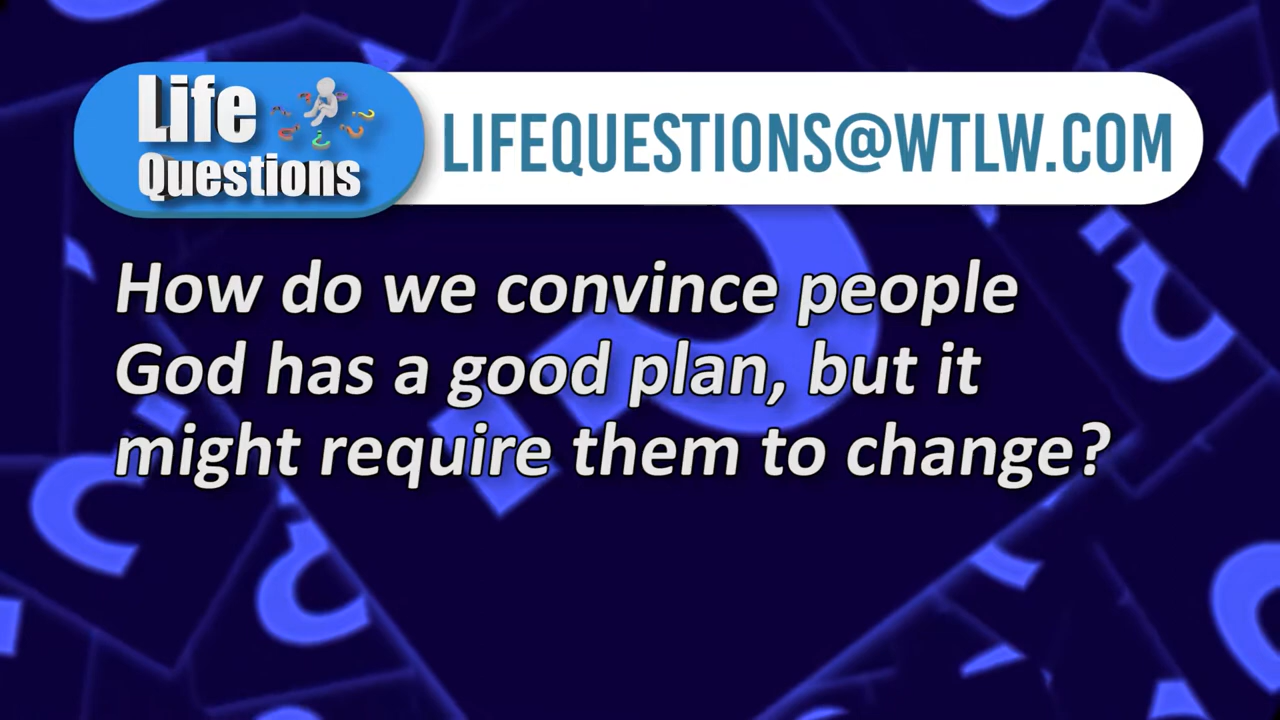 Life
Questions
LIFEQUESTIONS@WTLW.COM
How do we convince people
God has a good plan, but it
might require them to change?